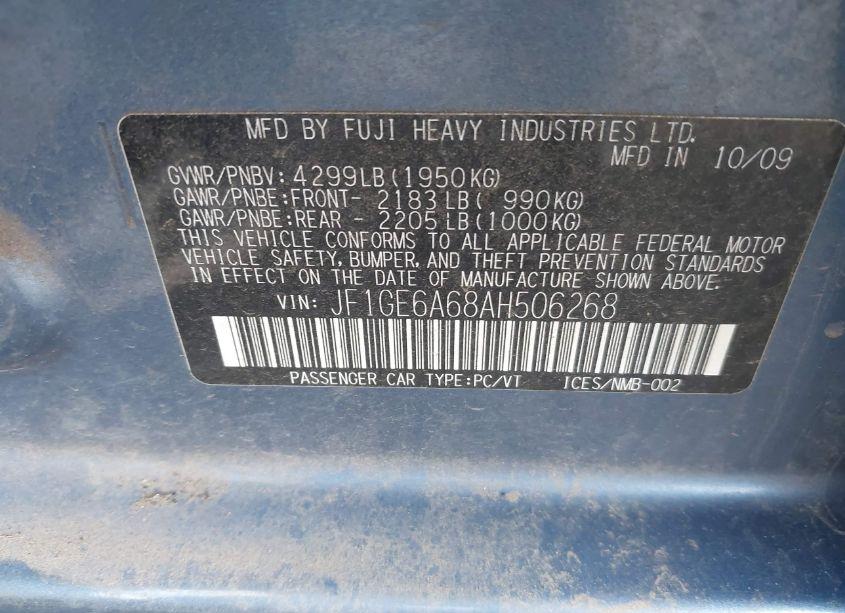 MFD BY FUJI HEAVY INDUSTRIES LTD.
MFD IN 10/09
GVWR/PNBV: 4299LB(1950KG)
GAWR/PNBE:FRONT- 2183LB( 990KG)
GAWR/PNBE:REAR - 2205LB(1000KG)
THIS VEHICLE CONFORMS TO ALL APPLICABLE FEDERAL MOTOR
VEHICLE SAFETY, BUMPER, AND THEFT PREVENTION STANDARDS
IN EFFECT ON THE DATE OF MANUFACTURE SHOWN ABOVE.
VIN: JF1GE6A68AH506268
PASSENGER CAR TYPE:PC/VT ICES/NMB-002